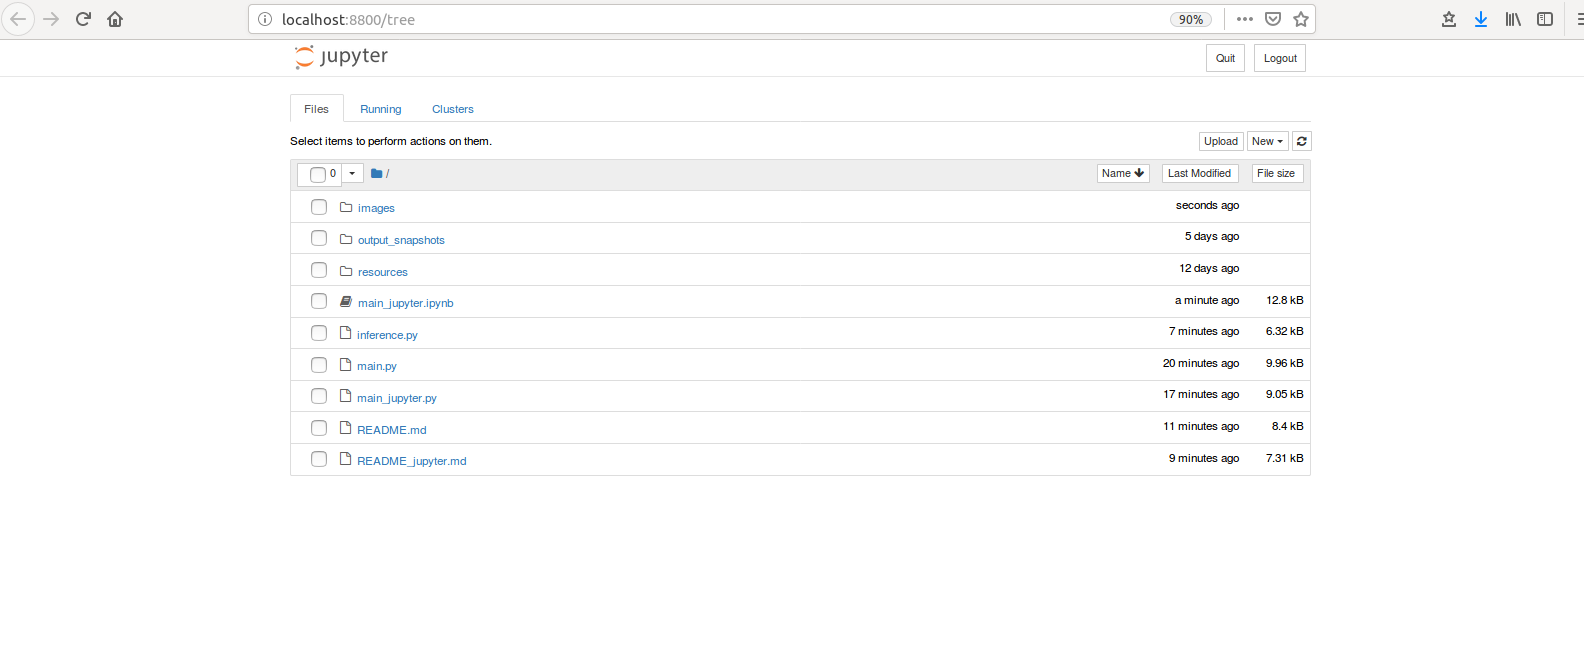 localhost:8800/tree 90%
jupyter Quit Logout
Files Running Clusters
Select items to perform actions on them. Upload New
0 / Name Last Modified File size
images seconds ago
output_snapshots 5 days ago
resources 12 days ago
main_jupyter.ipynb a minute ago 12.8 kB
inference.py 7 minutes ago 6.32 kB
main.py 20 minutes ago 9.96 kB
main_jupyter.py 17 minutes ago 9.05 kB
README.md 11 minutes ago 8.4 kB
README_jupyter.md 9 minutes ago 7.31 kB